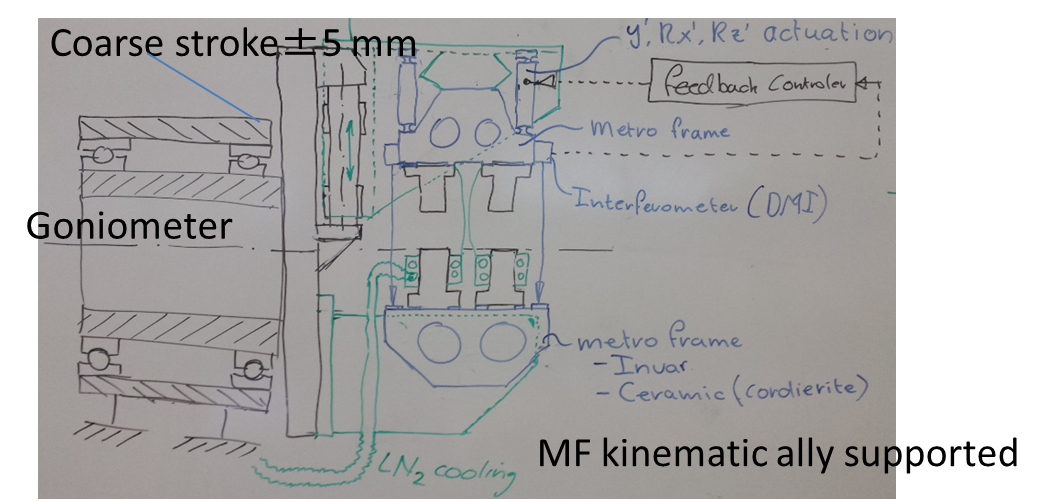 Coarse stroke ±5 mm
y', Rx', Rz' actuation
feedback Controler
Metro frame
Interferometer (DMI)
Goniometer
metro frame
- Invar
- Ceramic (cordierite)
MF kinematic ally supported
LN2 cooling